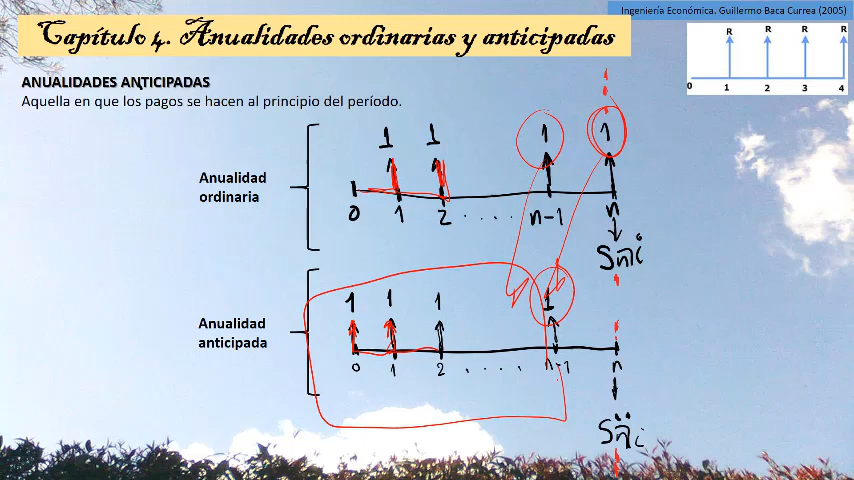 Ingeniería Económica. Guillermo Baca Currea (2005)
Capítulo 4. Anualidades ordinarias y anticipadas
R R R R
0 1 2 3 4
ANUALIDADES ANTICIPADAS
Aquella en que los pagos se hacen al principio del período.
1 1 1 1
Anualidad
ordinaria
0 1 2 .... n-1 n
Sn̄i
1 1 1 1
Anualidad
anticipada
0 1 2 .... n-1 n
S̈n̄i